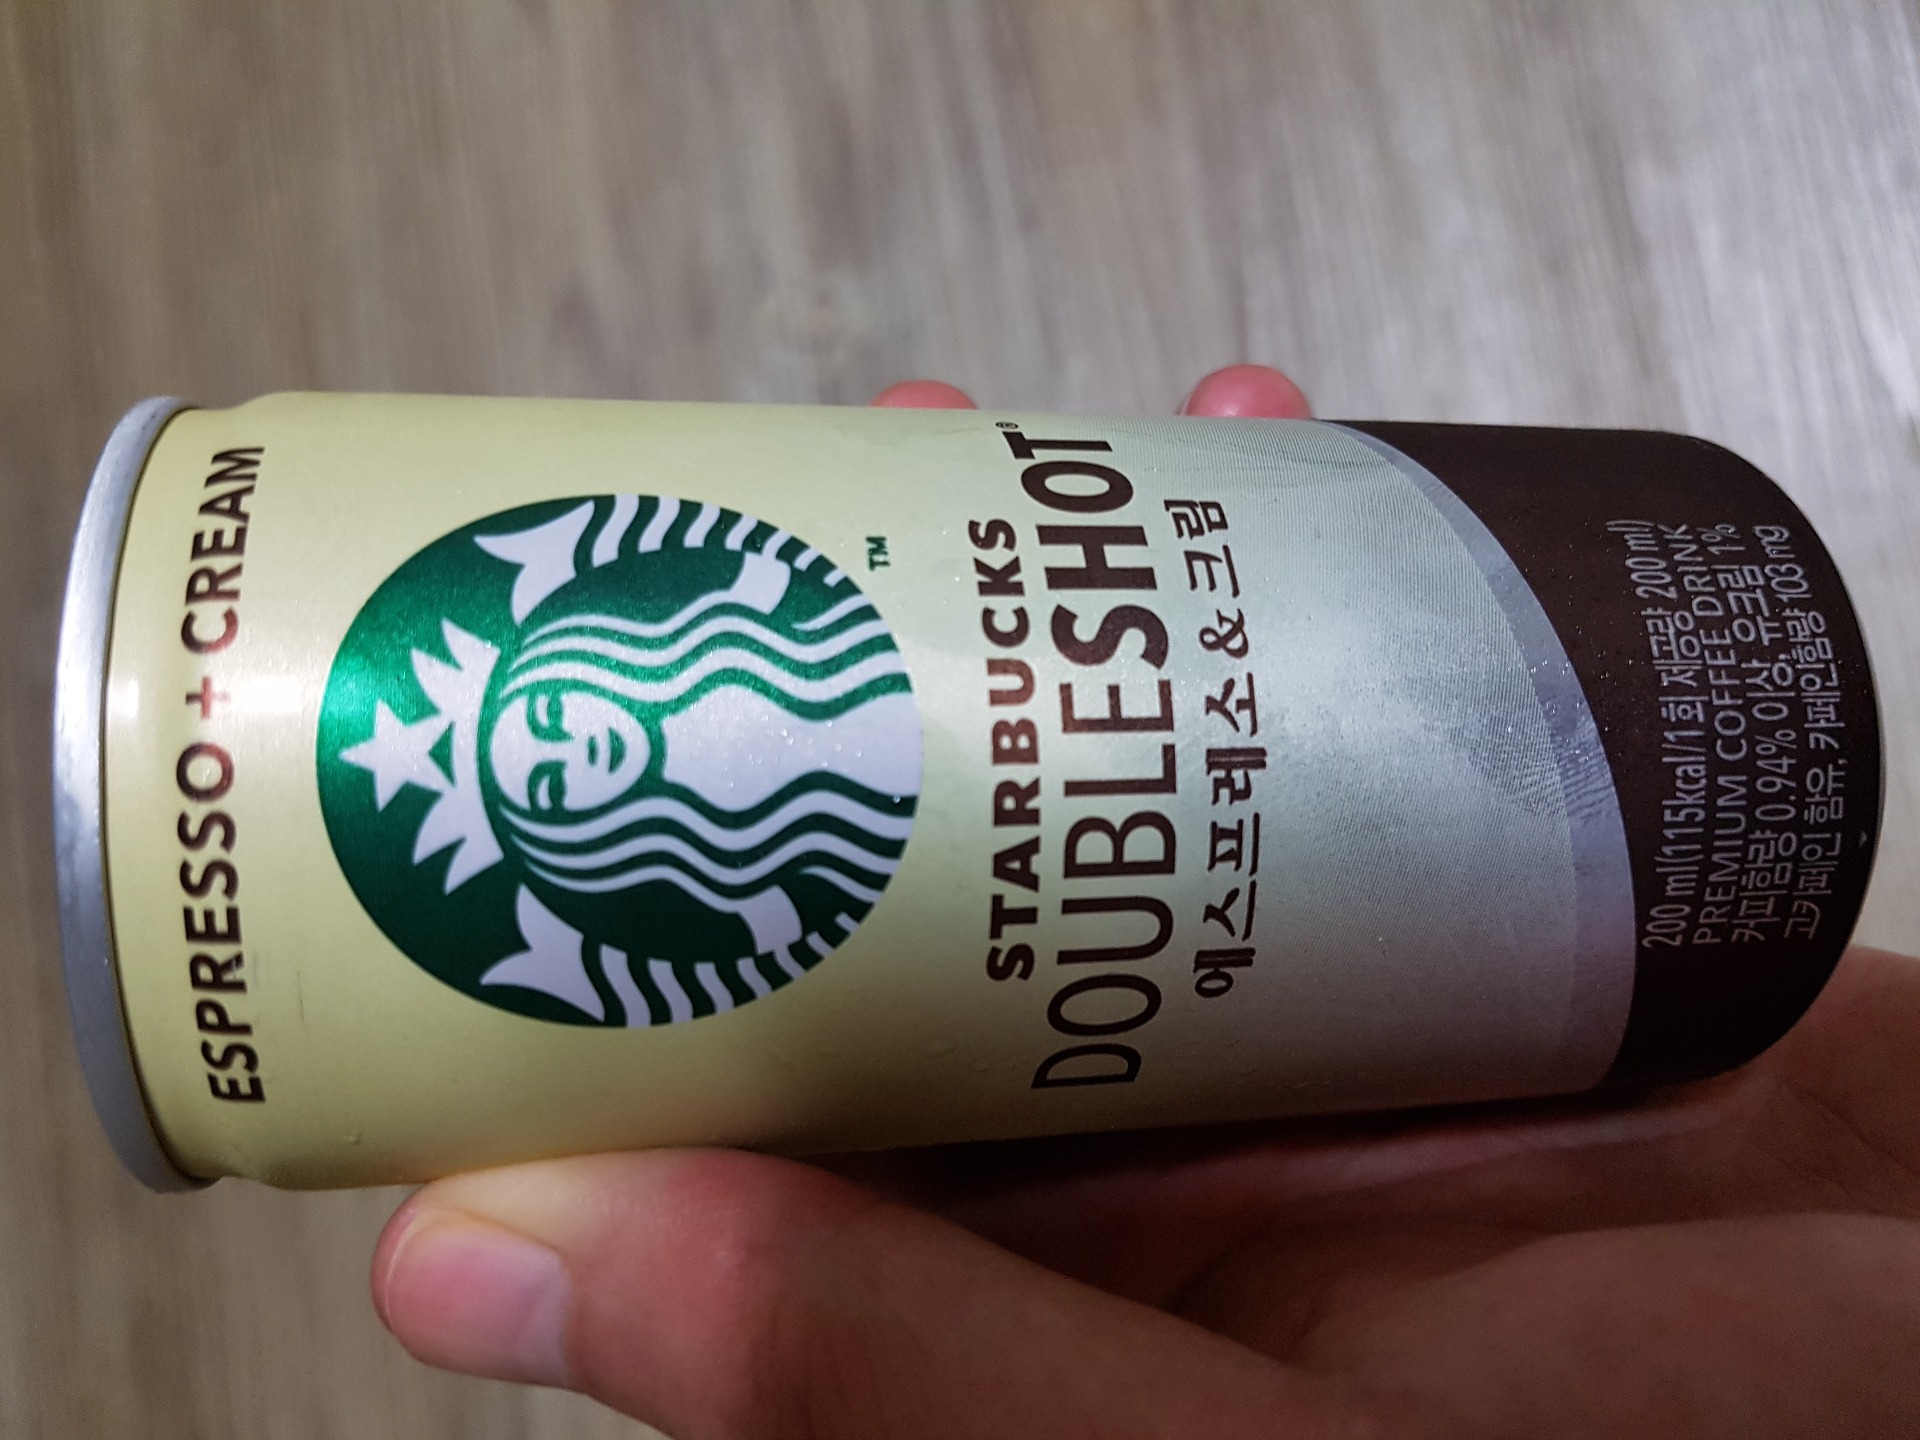 ESPRESSO + CREAM
TM
STARBUCKS
DOUBLESHOT®
에스프레소&크림
200 ml(115kcal/1회 제공량 200 ml)
PREMIUM COFFEE DRINK
커피함량 0.94% 이상, 유크림 1%
고카페인 함유, 카페인함량 103 mg